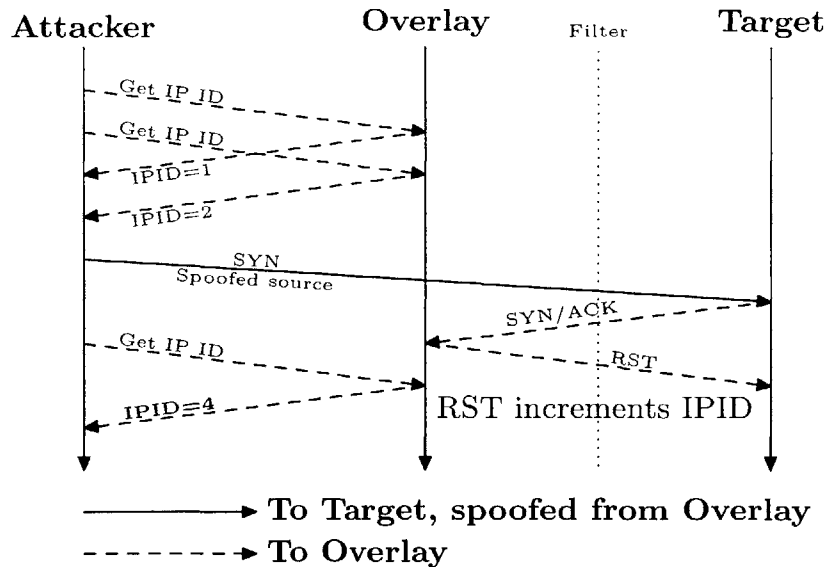 Attacker Overlay Filter Target
Get IP ID
Get IP ID
IPID=1
IPID=2
SYN
Spoofed source
SYN/ACK
Get IP ID
RST
IPID=4
RST increments IPID
To Target, spoofed from Overlay
To Overlay